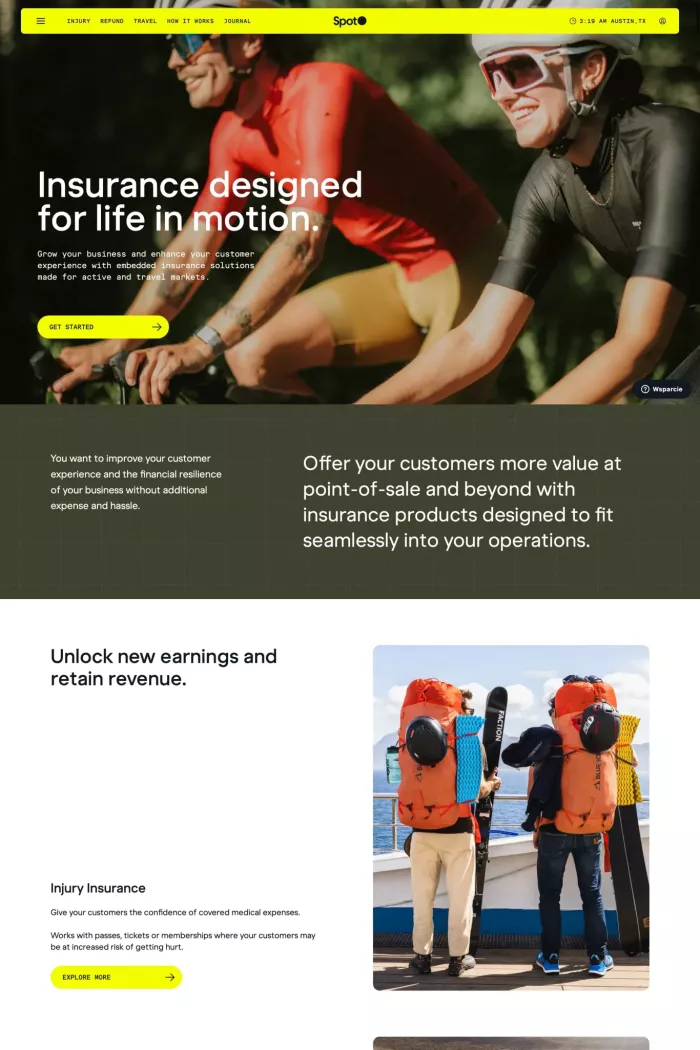 INJURY REFUND TRAVEL HOW IT WORKS JOURNAL Spot 3:19 AM AUSTIN,TX
Insurance designed
for life in motion.
Grow your business and enhance your customer
experience with embedded insurance solutions
made for active and travel markets.
GET STARTED
Wsparcie
You want to improve your customer
experience and the financial resilience
of your business without additional
expense and hassle.
Offer your customers more value at
point-of-sale and beyond with
insurance products designed to fit
seamlessly into your operations.
Unlock new earnings and
retain revenue.
FACTION
Injury Insurance
Give your customers the confidence of covered medical expenses.
Works with passes, tickets or memberships where your customers may
be at increased risk of getting hurt.
EXPLORE MORE